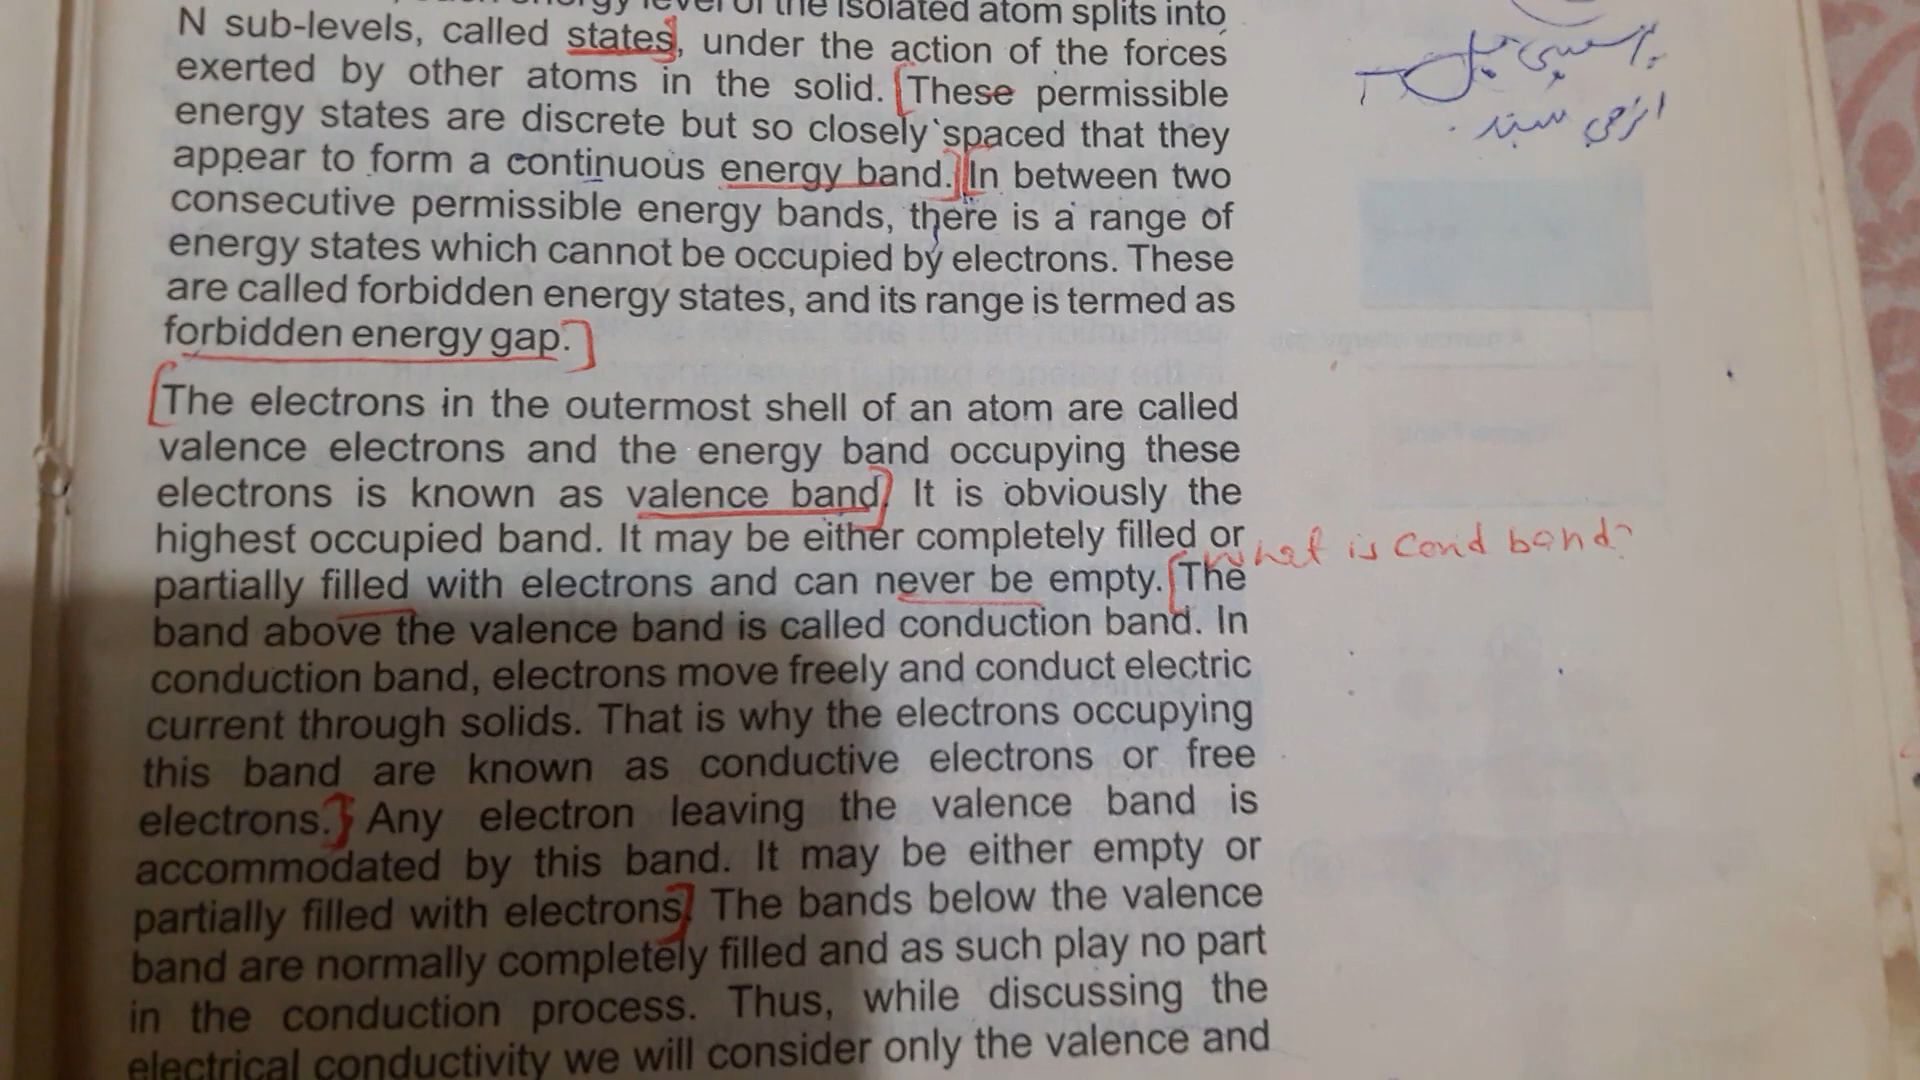 level of the isolated atom splits into
N sub-levels, called states, under the action of the forces
exerted by other atoms in the solid. These permissible
energy states are discrete but so closely spaced that they
appear to form a continuous energy band. In between two
consecutive permissible energy bands, there is a range of
energy states which cannot be occupied by electrons. These
are called forbidden energy states, and its range is termed as
forbidden energy gap.
The electrons in the outermost shell of an atom are called
valence electrons and the energy band occupying these
electrons is known as valence band. It is obviously the
highest occupied band. It may be either completely filled or
partially filled with electrons and can never be empty. The
band above the valence band is called conduction band. In
conduction band, electrons move freely and conduct electric
current through solids. That is why the electrons occupying
this band are known as conductive electrons or free
electrons. Any electron leaving the valence band is
accommodated by this band. It may be either empty or
partially filled with electrons. The bands below the valence
band are normally completely filled and as such play no part
in the conduction process. Thus, while discussing the
electrical conductivity we will consider only the valence and
what is cond band?